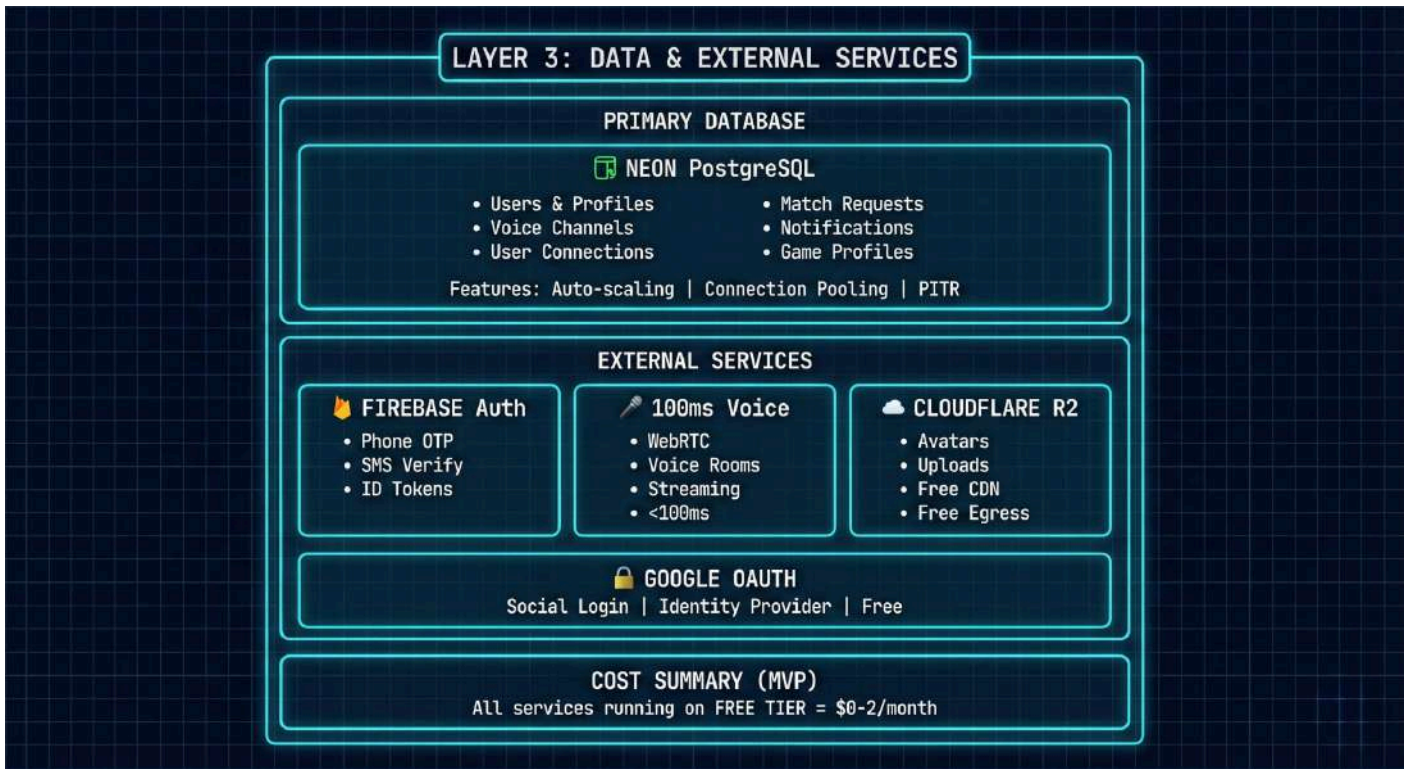 LAYER 3: DATA & EXTERNAL SERVICES
PRIMARY DATABASE
NEON PostgreSQL
• Users & Profiles
• Voice Channels
• User Connections
• Match Requests
• Notifications
• Game Profiles
Features: Auto-scaling | Connection Pooling | PITR
EXTERNAL SERVICES
FIREBASE Auth
• Phone OTP
• SMS Verify
• ID Tokens
100ms Voice
• WebRTC
• Voice Rooms
• Streaming
• <100ms
CLOUDFLARE R2
• Avatars
• Uploads
• Free CDN
• Free Egress
GOOGLE OAUTH
Social Login | Identity Provider | Free
COST SUMMARY (MVP)
All services running on FREE TIER = $0-2/month